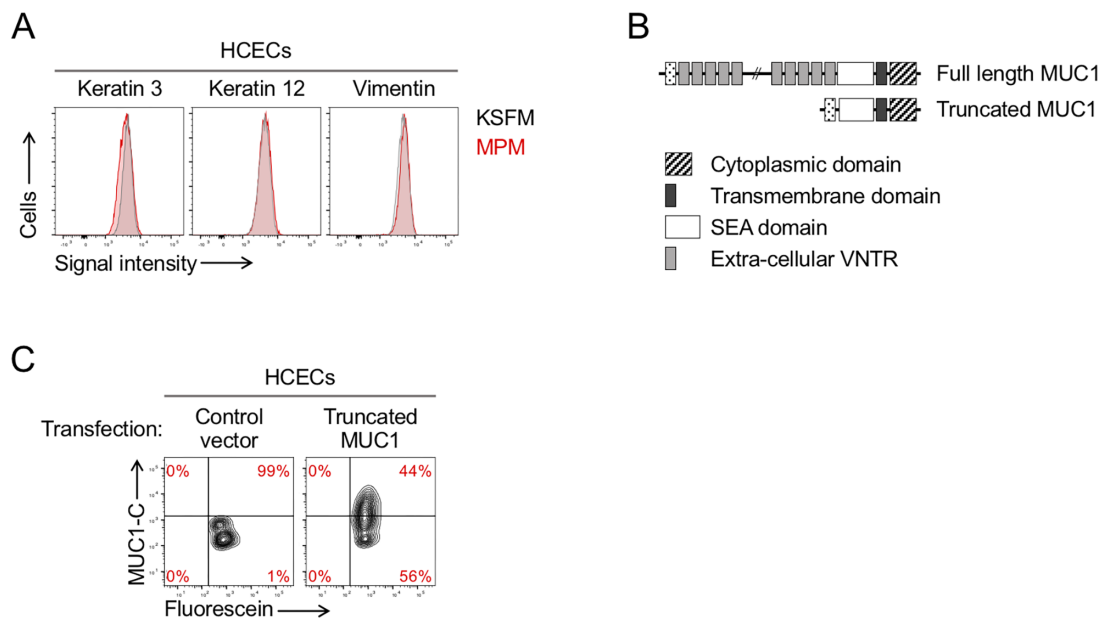 A
HCECs
Keratin 3
Keratin 12
Vimentin
KSFM
MPM
Cells
Signal intensity
B
Full length MUC1
Truncated MUC1
Cytoplasmic domain
Transmembrane domain
SEA domain
Extra-cellular VNTR
C
HCECs
Transfection:
Control
vector
Truncated
MUC1
0%
99%
0%
44%
0%
1%
0%
56%
MUC1-C
Fluorescein